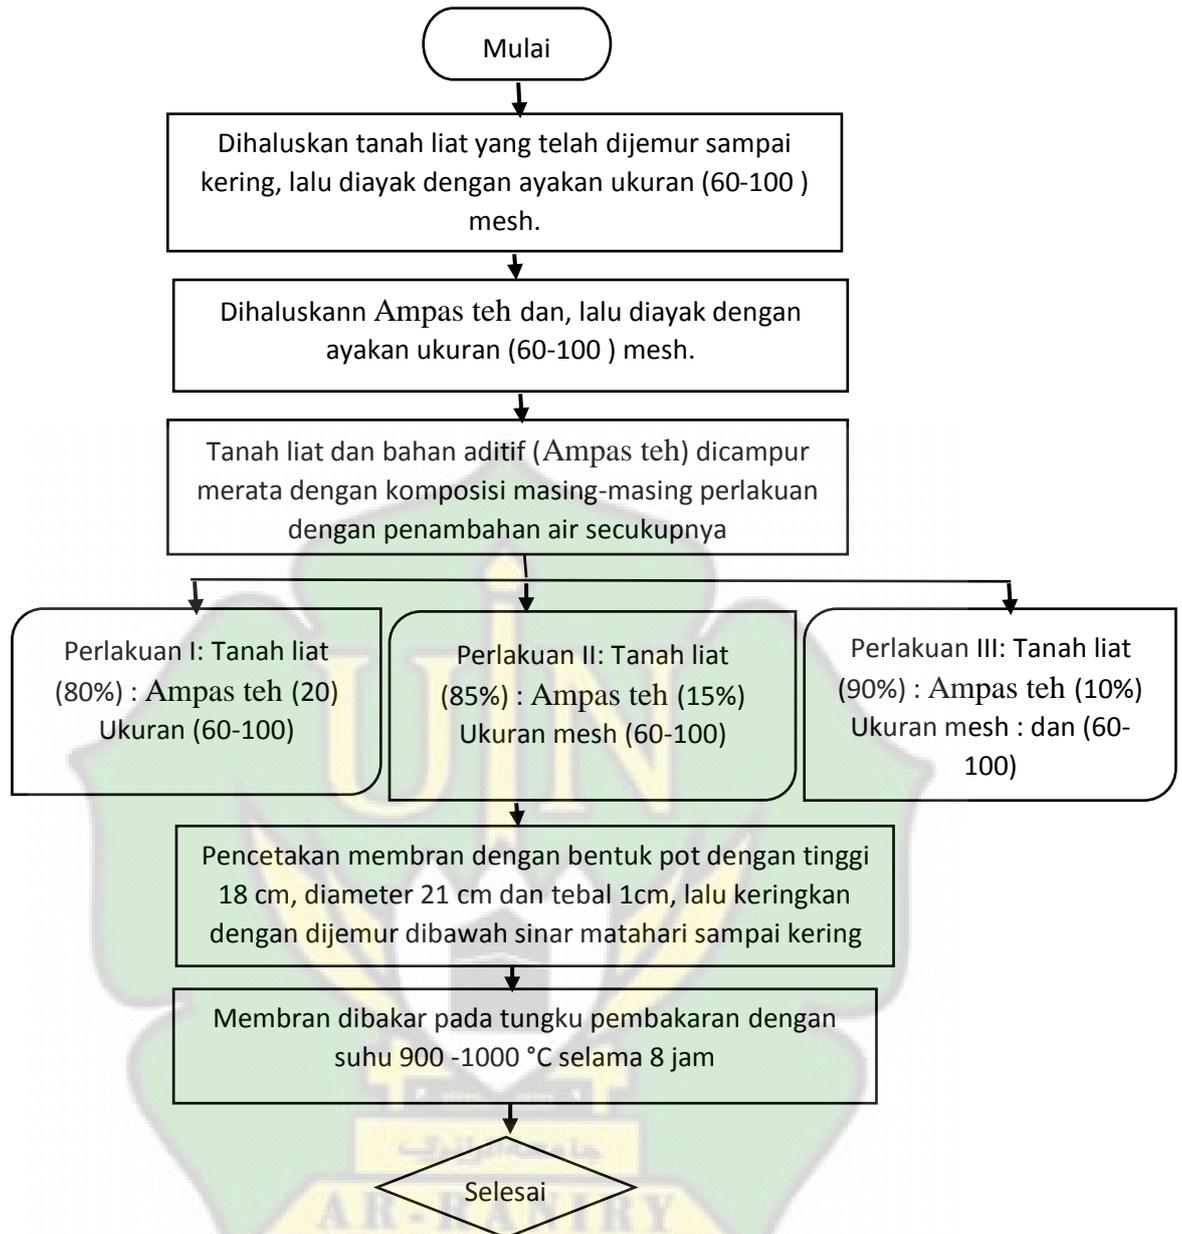 Mulai
Dihaluskan tanah liat yang telah dijemur sampai
kering, lalu diayak dengan ayakan ukuran (60-100 )
mesh.
Dihaluskann Ampas teh dan, lalu diayak dengan
ayakan ukuran (60-100 ) mesh.
Tanah liat dan bahan aditif (Ampas teh) dicampur
merata dengan komposisi masing-masing perlakuan
dengan penambahan air secukupnya
Perlakuan I: Tanah liat
(80%) : Ampas teh (20)
Ukuran (60-100)
Perlakuan II: Tanah liat
(85%) : Ampas teh (15%)
Ukuran mesh (60-100)
Perlakuan III: Tanah liat
(90%) : Ampas teh (10%)
Ukuran mesh : dan (60-
100)
Pencetakan membran dengan bentuk pot dengan tinggi
18 cm, diameter 21 cm dan tebal 1cm, lalu keringkan
dengan dijemur dibawah sinar matahari sampai kering
Membran dibakar pada tungku pembakaran dengan
suhu 900 -1000 °C selama 8 jam
Selesai
UIN
جامعة الرانري
AR-RANIRY